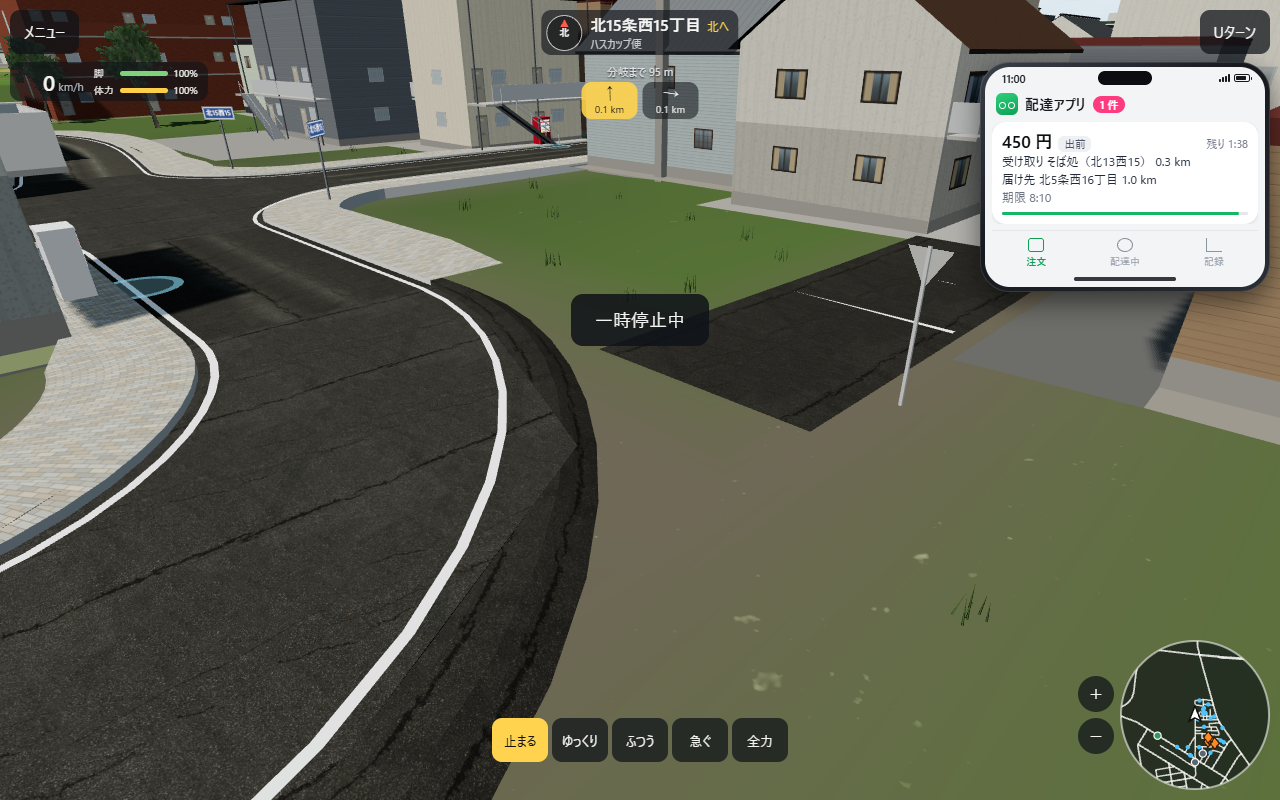 メニュー
0 km/h
脚 100%
体力 100%
北
北15条西15丁目 北へ
ハスカップ便
分岐まで 95 m
↑ 0.1 km
→ 0.1 km
Uターン
11:00
配達アプリ 1 件
450 円 出前 残り 1:38
受け取り そば処（北13西15） 0.3 km
届け先 北5条西16丁目 1.0 km
期限 8:10
注文 配達中 記録
北15西15
一時停止中
止まる ゆっくり ふつう 急ぐ 全力
+
−